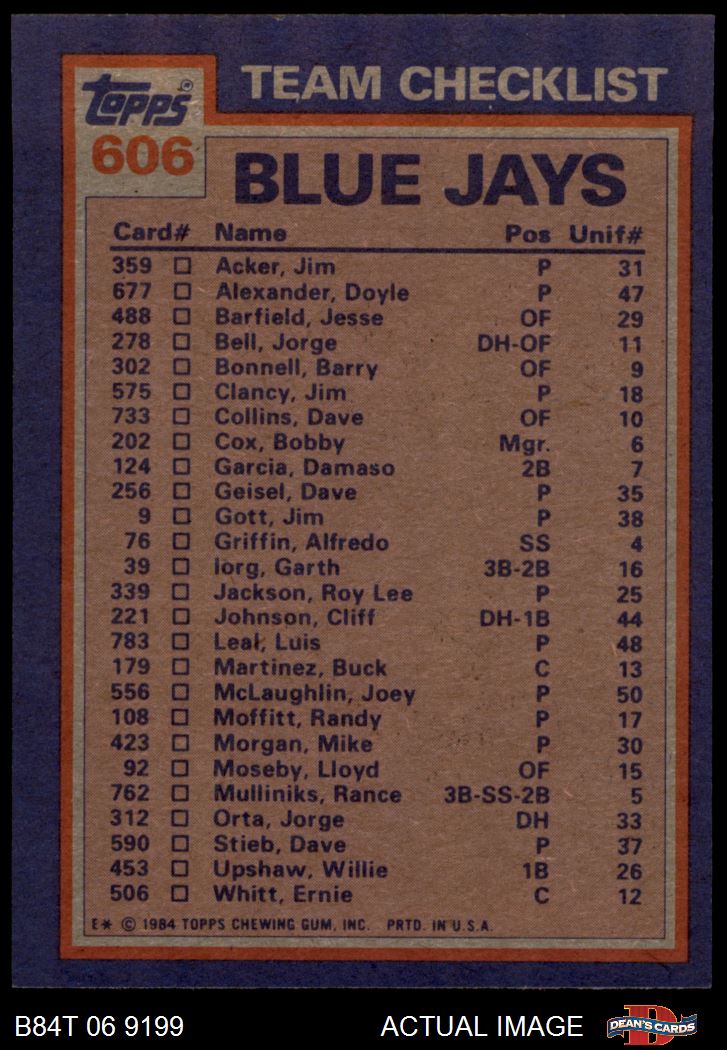 topps®
TEAM CHECKLIST
606
BLUE JAYS
Card# Name Pos Unif#
359 □ Acker, Jim P 31
677 □ Alexander, Doyle P 47
488 □ Barfield, Jesse OF 29
278 □ Bell, Jorge DH-OF 11
302 □ Bonnell, Barry OF 9
575 □ Clancy, Jim P 18
733 □ Collins, Dave OF 10
202 □ Cox, Bobby Mgr. 6
124 □ Garcia, Damaso 2B 7
256 □ Geisel, Dave P 35
9 □ Gott, Jim P 38
76 □ Griffin, Alfredo SS 4
39 □ Iorg, Garth 3B-2B 16
339 □ Jackson, Roy Lee P 25
221 □ Johnson, Cliff DH-1B 44
783 □ Leal, Luis P 48
179 □ Martinez, Buck C 13
556 □ McLaughlin, Joey P 50
108 □ Moffitt, Randy P 17
423 □ Morgan, Mike P 30
92 □ Moseby, Lloyd OF 15
762 □ Mulliniks, Rance 3B-SS-2B 5
312 □ Orta, Jorge DH 33
590 □ Stieb, Dave P 37
453 □ Upshaw, Willie 1B 26
506 □ Whitt, Ernie C 12
E* © 1984 TOPPS CHEWING GUM, INC. PRTD. IN U.S.A.
B84T 06 9199 ACTUAL IMAGE D DEAN'S CARDS